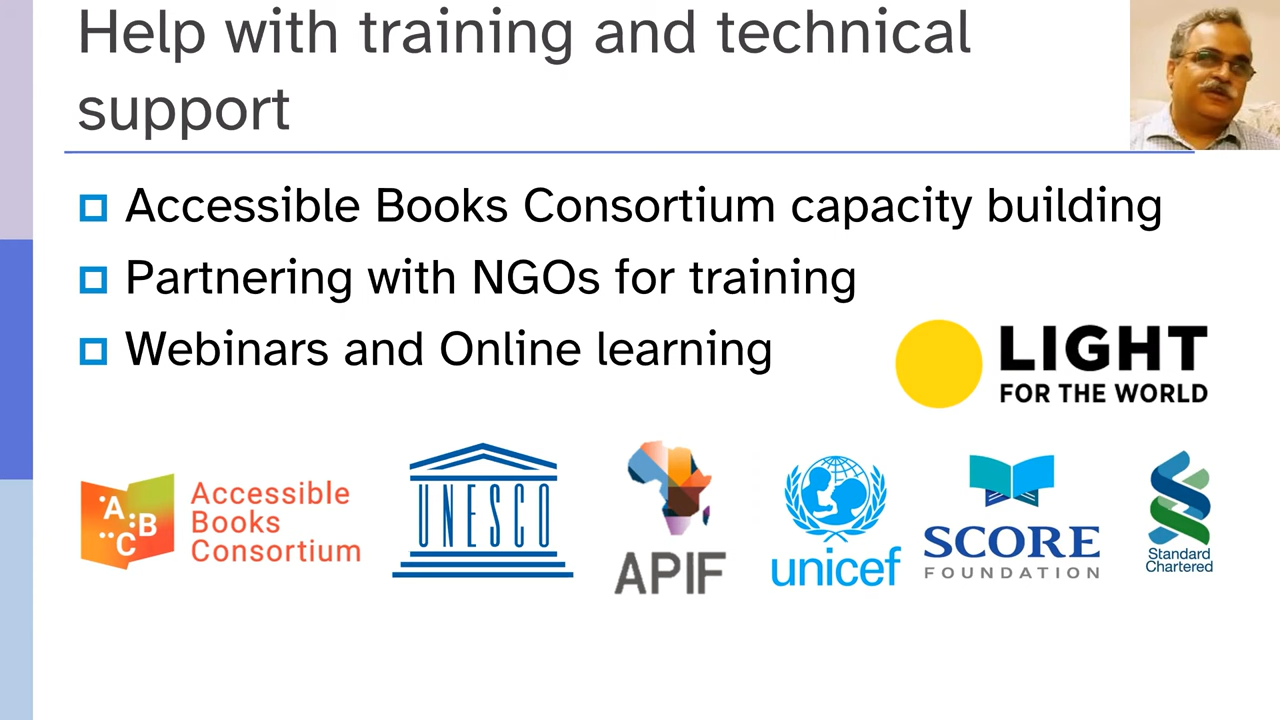 Help with training and technical
support
Accessible Books Consortium capacity building
Partnering with NGOs for training
Webinars and Online learning
LIGHT
FOR THE WORLD
A
B
C
Accessible
Books
Consortium
UNESCO
APIF
unicef
SCORE
FOUNDATION
Standard
Chartered